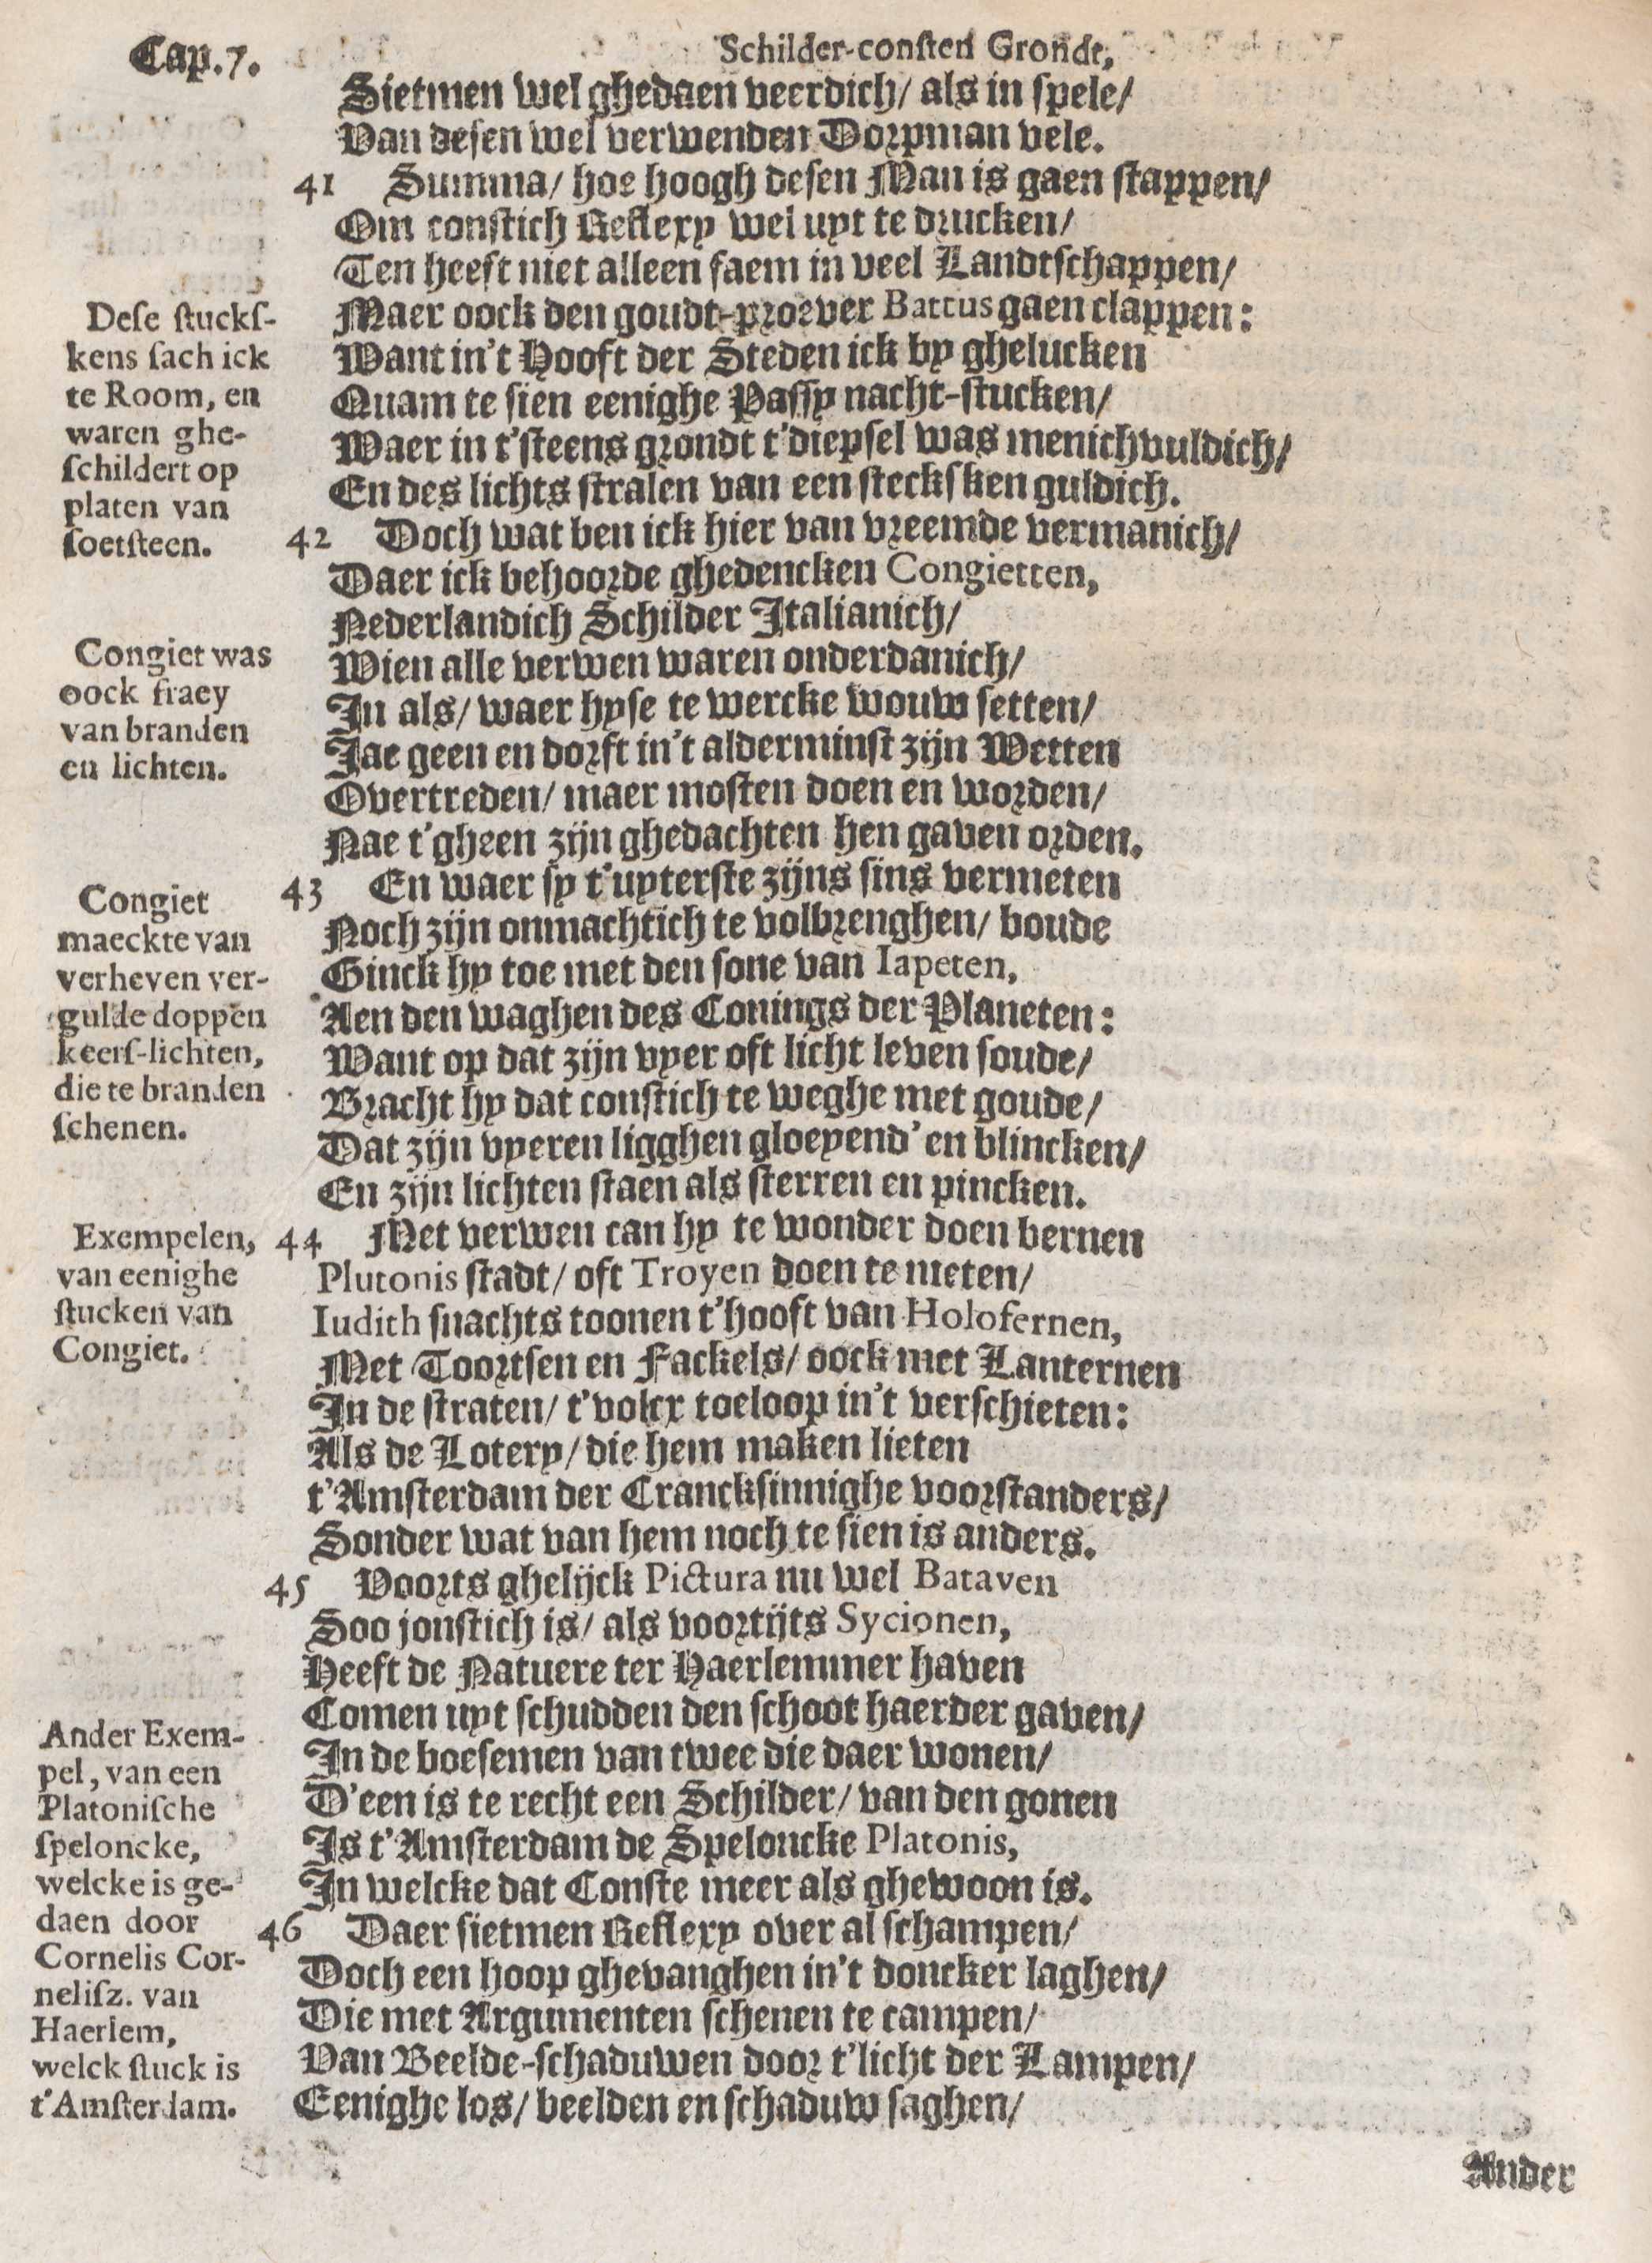 Cap. 7.
Schilder-consten Grondt,
Sietmen wel ghedaen veerdich/ als in spele/
Van desen wel verwenden Dorpman vele.
41 Summa/ hoe hoogh desen Man is gaen stappen/
Om constich Reflexy wel uyt te drucken/
Ten heeft niet alleen faem in veel Landtschappen/
Maer oock den goudt-proever Battus gaen clappen:
Want in't Hooft der Steden ick by ghelucken
Quam te sien eenighe Passy nacht-stucken/
Waer in t'steens grondt t'diepsel was menichvuldich/
En des lichts stralen van een stecksken guldich.
Dese stucks-
kens sach ick
te Room, en
waren ghe-
schildert op
platen van
toetsteen.
42 Doch wat ben ick hier van vreemde vermanich/
Daer ick behoorde ghedencken Congietten,
Nederlandich Schilder Italianich/
Wien alle verwen waren onderdanich/
In als/ waer hyse te wercke wouw setten/
Jae geen en dorft in't alderminst zijn Wetten
Overtreden/ maer mosten doen en worden/
Nae t'gheen zijn ghedachten hen gaven orden.
Congiet was
oock fraey
van branden
en lichten.
43 En waer sy t'uyterste zijns sins vermeten
Noch zijn onmachtich te volbrenghen/ boude
Ginck hy toe met den sone van Iapeten,
Aen den waghen des Conings der Planeten:
Want op dat zijn vyer oft licht leven soude/
Bracht hy dat constich te weghe met goude/
Dat zijn vyeren ligghen gloeyend' en blincken/
En zijn lichten staen als sterren en pincken.
Congiet
maeckte van
verheven ver-
gulde doppen
keers-lichten,
die te branden
schenen.
44 Met verwen can hy te wonder doen bernen
Plutonis stadt/ oft Troyen doen te nieten/
Iudith snachts toonen t'hooft van Holofernen,
Met Toortsen en Fackels/ oock met Lanternen
In de straten/ t'volcx toeloop in't verschieten:
Als de Lotery/ die hem maken lieten
t'Amsterdam der Crancksinnighe voorstanders/
Sonder wat van hem noch te sien is anders.
Exempelen,
van eenighe
stucken van
Congiet.
45 Voorts ghelijck Pictura nu wel Bataven
Soo jonstich is/ als voortijts Sycionen,
Heeft de Natuere ter Haerlemmer haven
Comen uyt schudden den schoot haerder gaven/
In de boesemen van twee die daer wonen/
D'een is te recht een Schilder/ van den gonen
Is t'Amsterdam de Speloncke Platonis,
In welcke dat Conste meer als ghewoon is.
Ander Exem-
pel, van een
Platonische
speloncke,
welcke is ge-
daen door
Cornelis Cor-
nelisz. van
Haerlem,
welck stuck is
t'Amsterdam.
46 Daer sietmen Reflexy over al schampen/
Doch een hoop ghevanghen in't doncker laghen/
Die met Argumenten schenen te campen/
Van Beelde-schaduwen door t'licht der Lampen/
Eenighe los/ beelden en schaduw saghen/
Ander